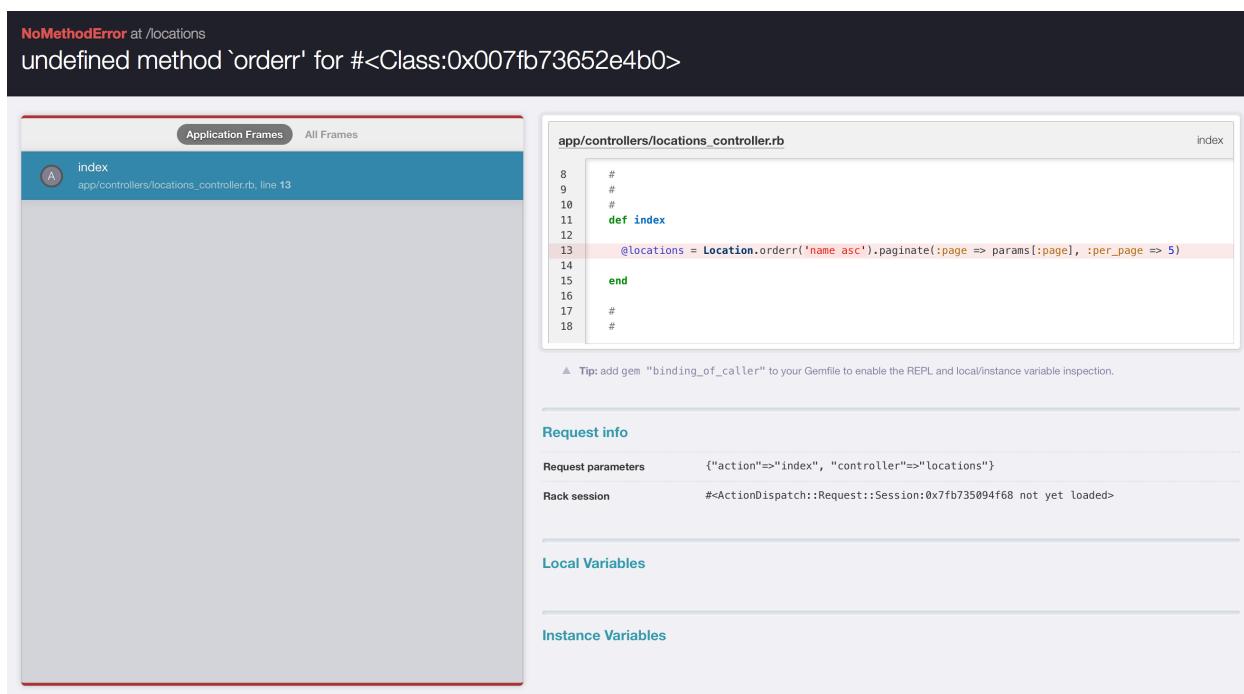 NoMethodError at /locations
undefined method `orderr' for #<Class:0x007fb73652e4b0>
Application Frames All Frames
A
index
app/controllers/locations_controller.rb, line 13
app/controllers/locations_controller.rb index
8 #
9 #
10 #
11 def index
12
13 @locations = Location.orderr('name asc').paginate(:page => params[:page], :per_page => 5)
14
15 end
16
17 #
18 #
Tip: add gem "binding_of_caller" to your Gemfile to enable the REPL and local/instance variable inspection.
Request info
Request parameters {"action"=>"index", "controller"=>"locations"}
Rack session #<ActionDispatch::Request::Session:0x7fb735094f68 not yet loaded>
Local Variables
Instance Variables